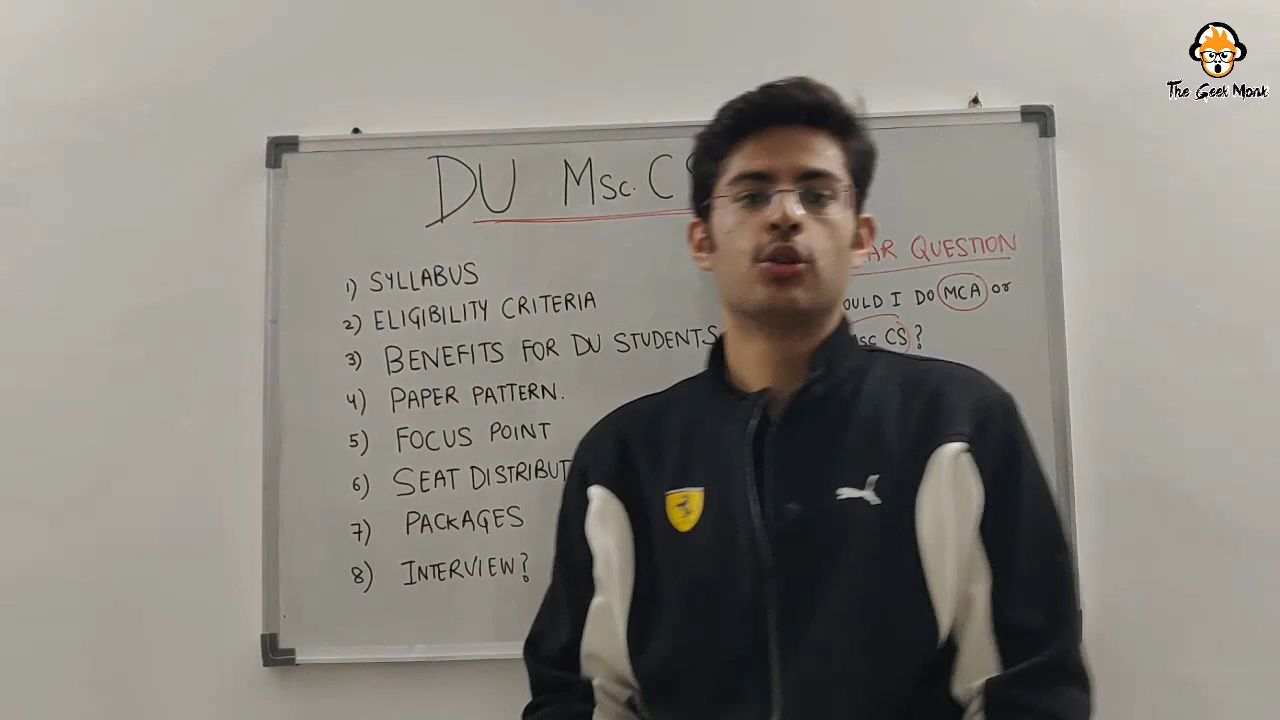 The Geek Monk
DU MSc. CS
1) SYLLABUS
2) ELIGIBILITY CRITERIA
3) BENEFITS FOR DU STUDENTS
4) PAPER PATTERN.
5) FOCUS POINT
6) SEAT DISTRIBUT
7) PACKAGES
8) INTERVIEW?
AR QUESTION
OULD I DO MCA or
sc CS?